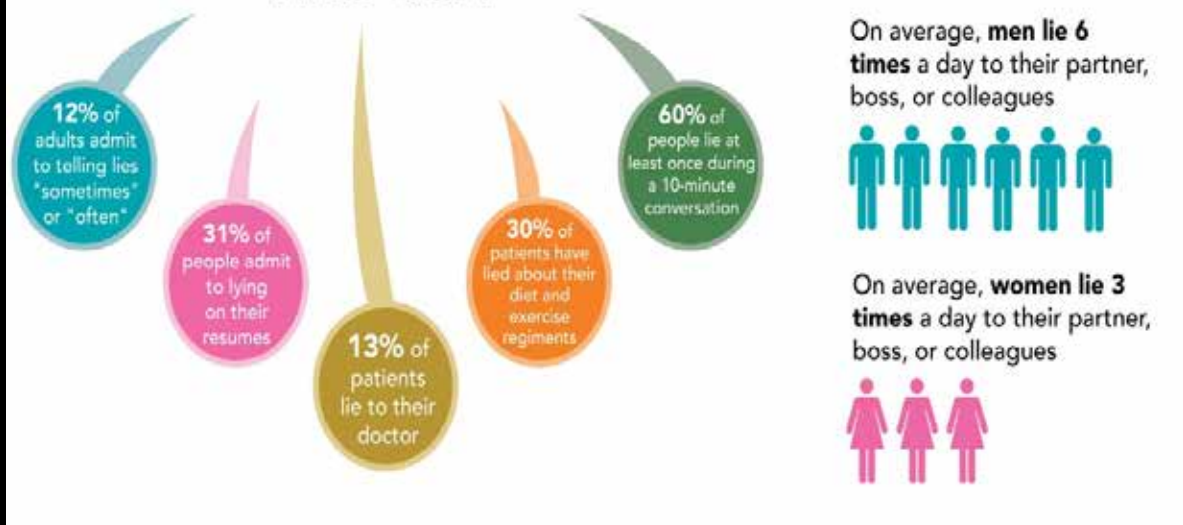 12% of
adults admit
to telling lies
"sometimes"
or "often"
31% of
people admit
to lying
on their
resumes
13% of
patients
lie to their
doctor
30% of
patients have
lied about their
diet and
exercise
regiments
60% of
people lie at
least once during
a 10-minute
conversation
On average, men lie 6
times a day to their partner,
boss, or colleagues
On average, women lie 3
times a day to their partner,
boss, or colleagues